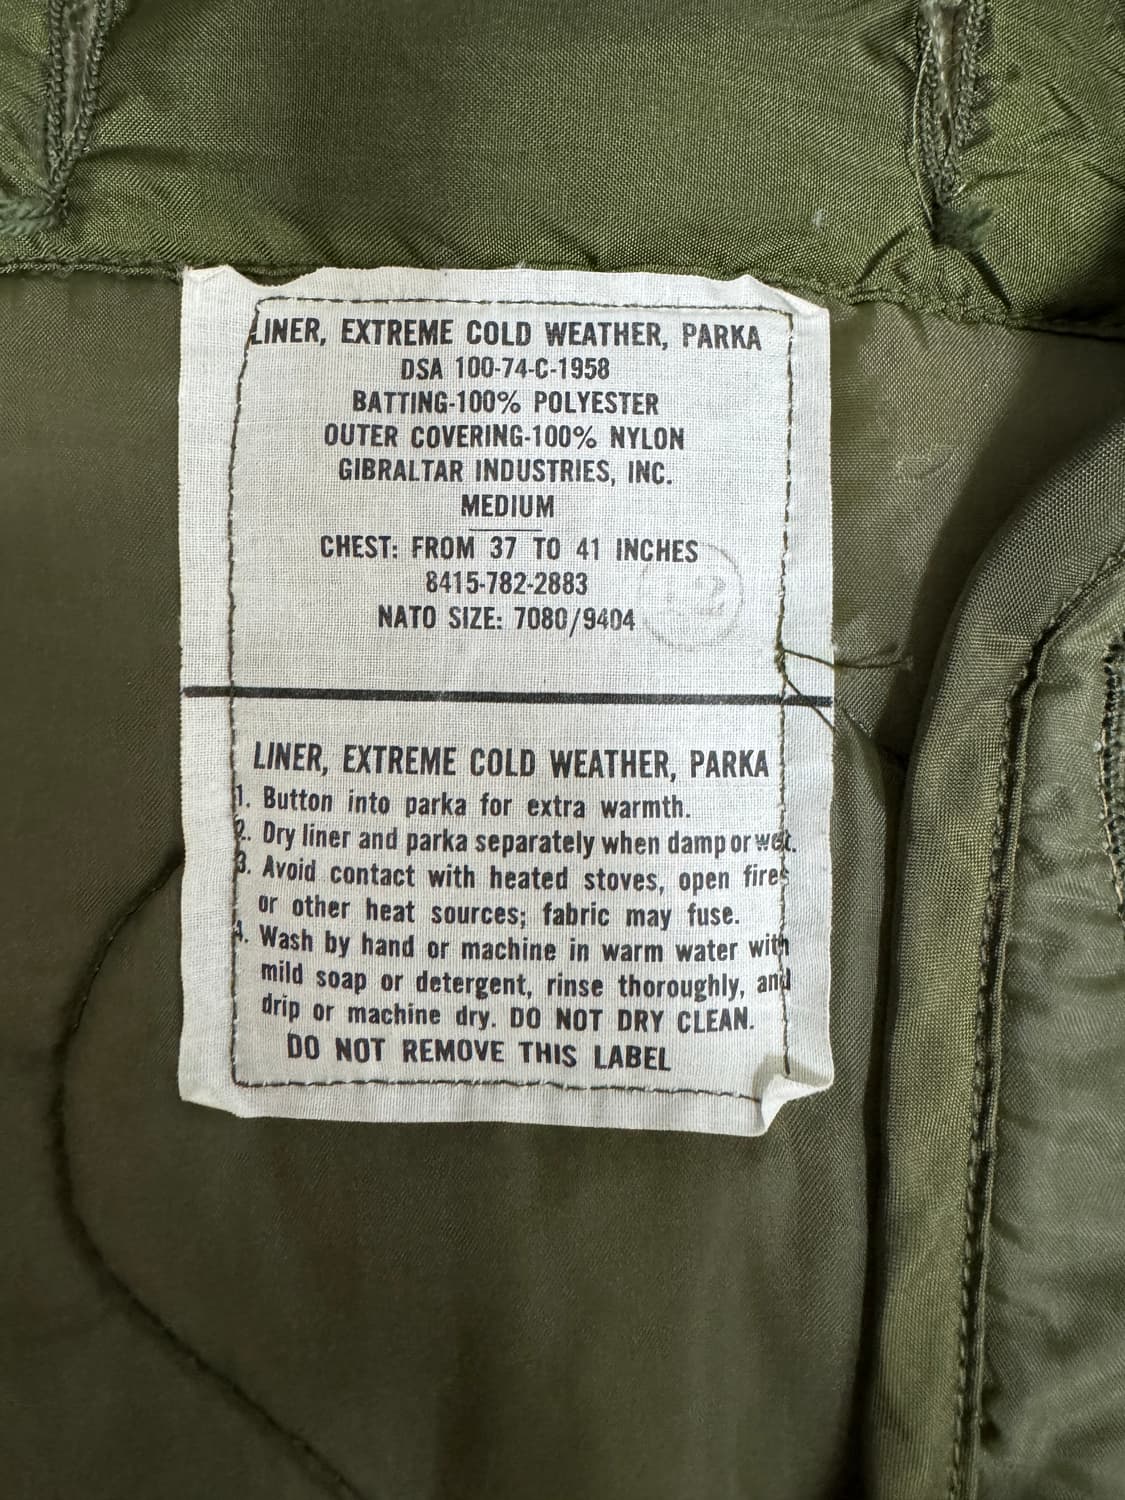 LINER, EXTREME COLD WEATHER, PARKA
DSA 100-74-C-1958
BATTING-100% POLYESTER
OUTER COVERING-100% NYLON
GIBRALTAR INDUSTRIES, INC.
MEDIUM
CHEST: FROM 37 TO 41 INCHES
8415-782-2883
NATO SIZE: 7080/9404
LINER, EXTREME COLD WEATHER, PARKA
1. Button into parka for extra warmth.
2. Dry liner and parka separately when damp or wet.
3. Avoid contact with heated stoves, open fires
or other heat sources; fabric may fuse.
4. Wash by hand or machine in warm water with
mild soap or detergent, rinse thoroughly, and
drip or machine dry. DO NOT DRY CLEAN.
DO NOT REMOVE THIS LABEL